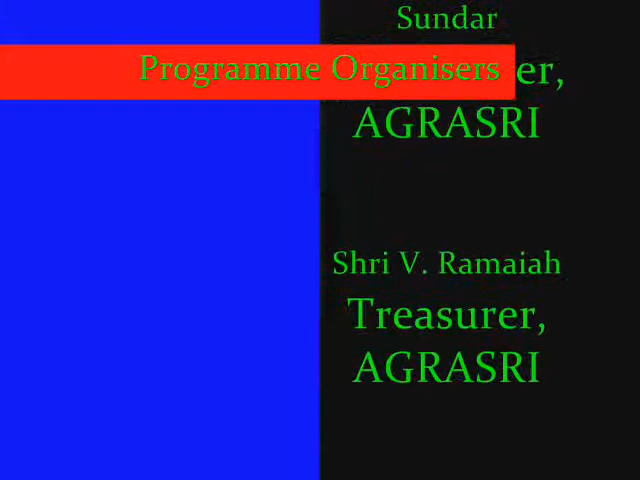 Sundar
Programme Organisers
er,
AGRASRI
Shri V. Ramaiah
Treasurer,
AGRASRI